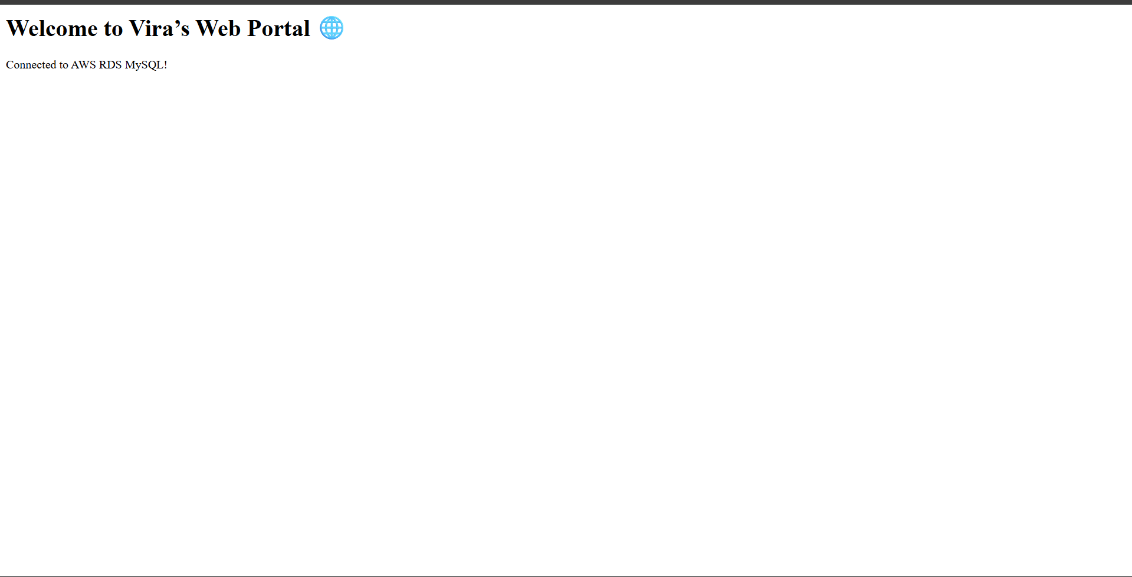 Welcome to Vira’s Web Portal 🌐
Connected to AWS RDS MySQL!